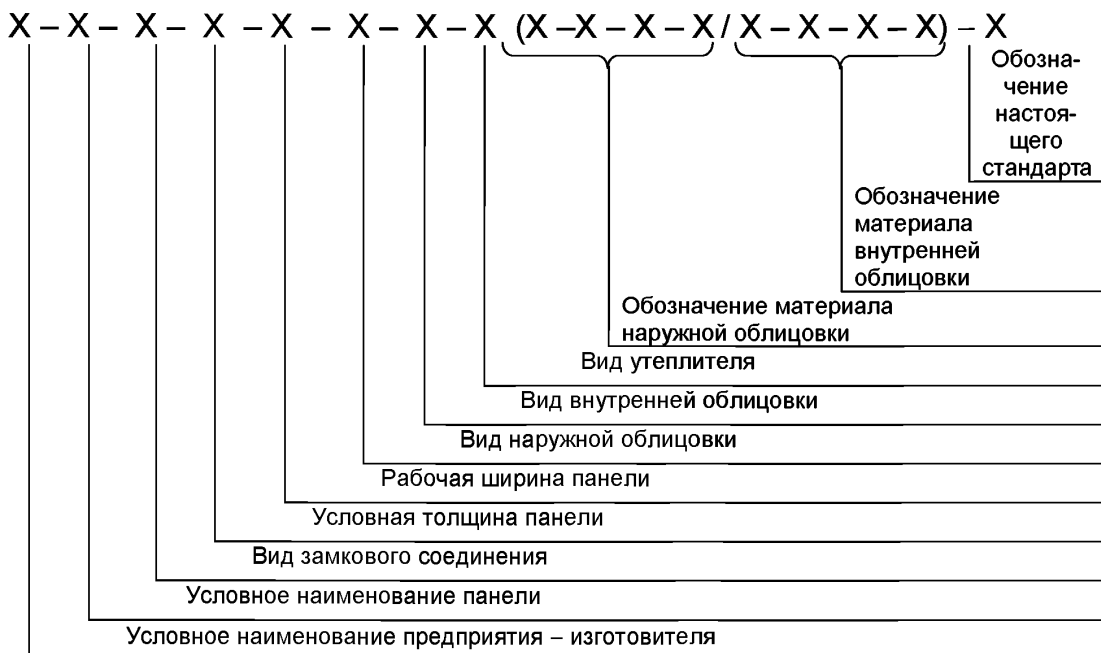 X – X – X – X – X – X – X – X (X –X – X – X / X – X – X – X) – X
Обозна-
чение
настоя-
щего
стандарта
Обозначение
материала
внутренней
облицовки
Обозначение материала
наружной облицовки
Вид утеплителя
Вид внутренней облицовки
Вид наружной облицовки
Рабочая ширина панели
Условная толщина панели
Вид замкового соединения
Условное наименование панели
Условное наименование предприятия – изготовителя